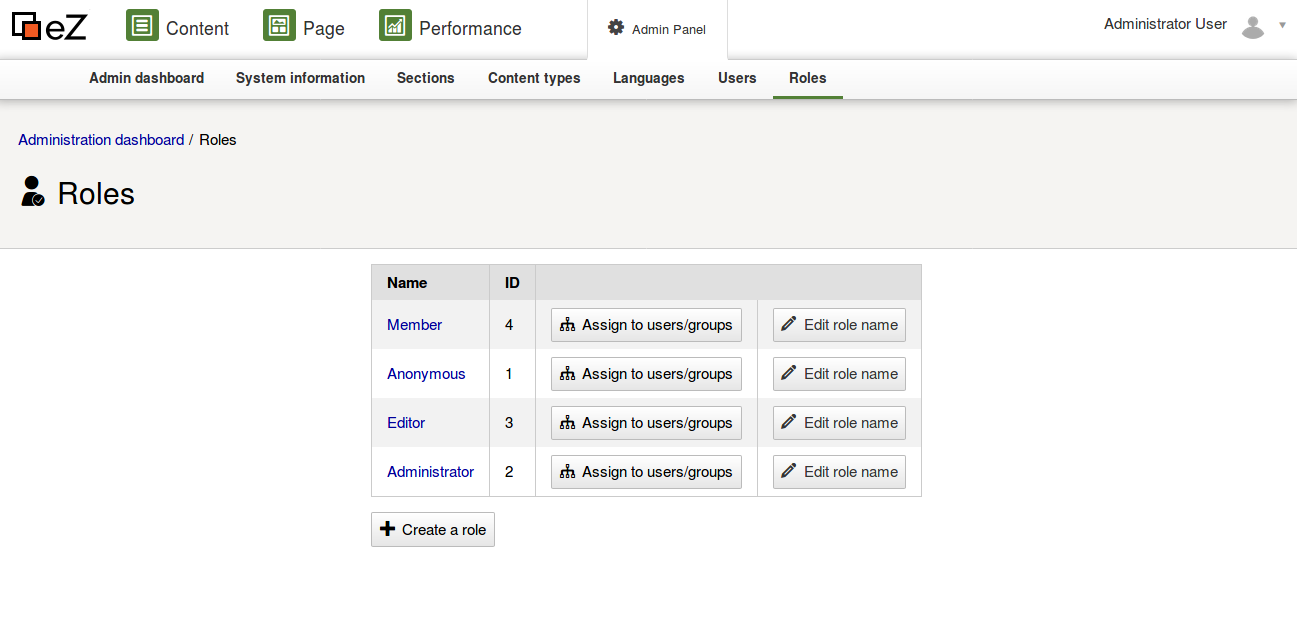 eZ Content Page Performance Admin Panel Administrator User
Admin dashboard System information Sections Content types Languages Users Roles
Administration dashboard / Roles
Roles
Name ID
Member 4 Assign to users/groups Edit role name
Anonymous 1 Assign to users/groups Edit role name
Editor 3 Assign to users/groups Edit role name
Administrator 2 Assign to users/groups Edit role name
Create a role